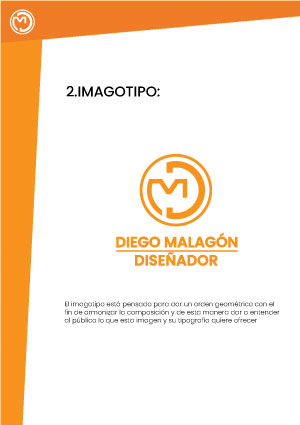 2.IMAGOTIPO:
DIEGO MALAGÓN
DISEÑADOR
El imagotipo está pensado para dar un orden geométrico con el
fin de armonizar la composición y de esta manera dar a entender
al público lo que esta imagen y su tipografía quiere ofrecer